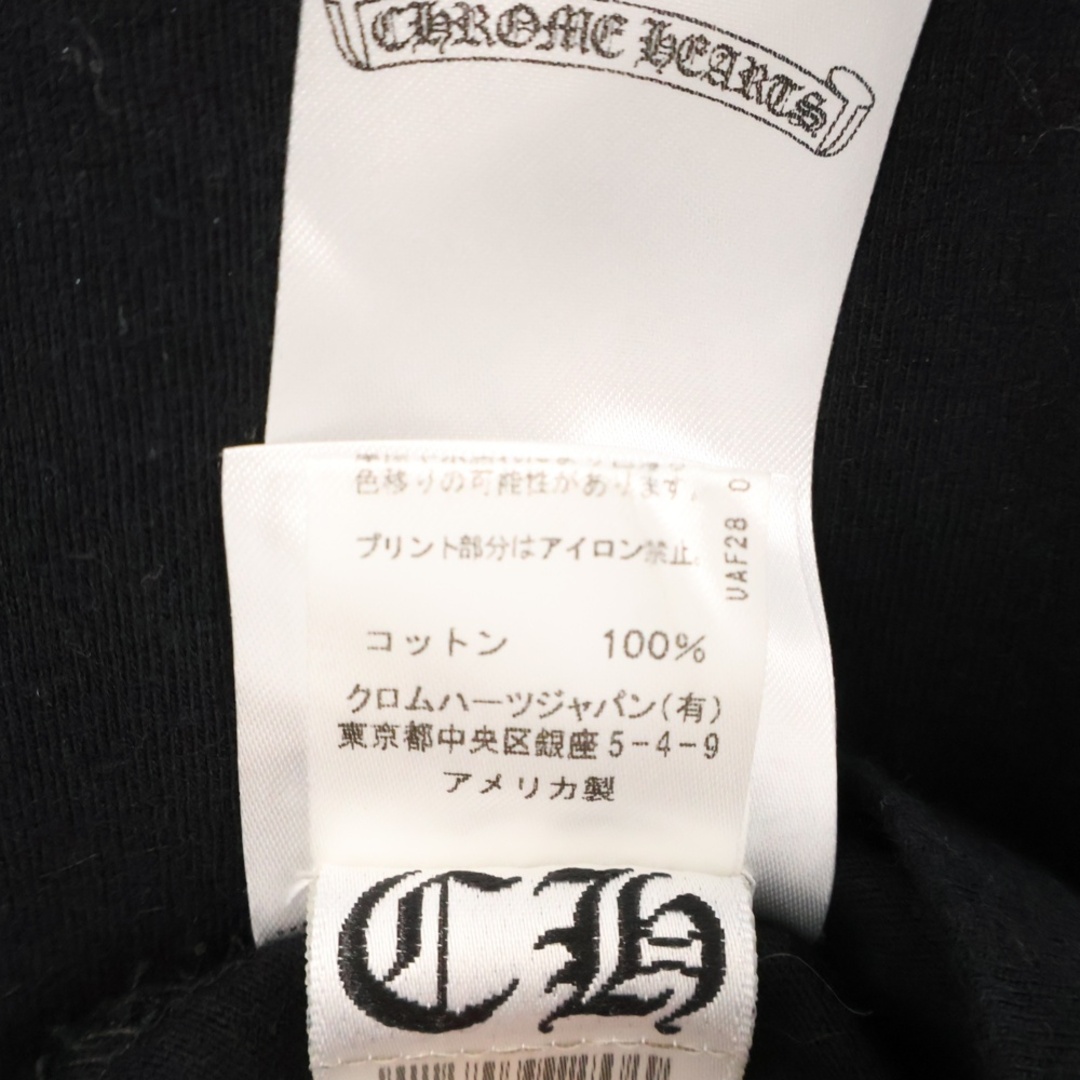 CHROME HEARTS
色移りの可能性があります。
プリント部分はアイロン禁止。
UAF28 0
コットン 100%
クロムハーツジャパン(有)
東京都中央区銀座5-4-9
アメリカ製
CH